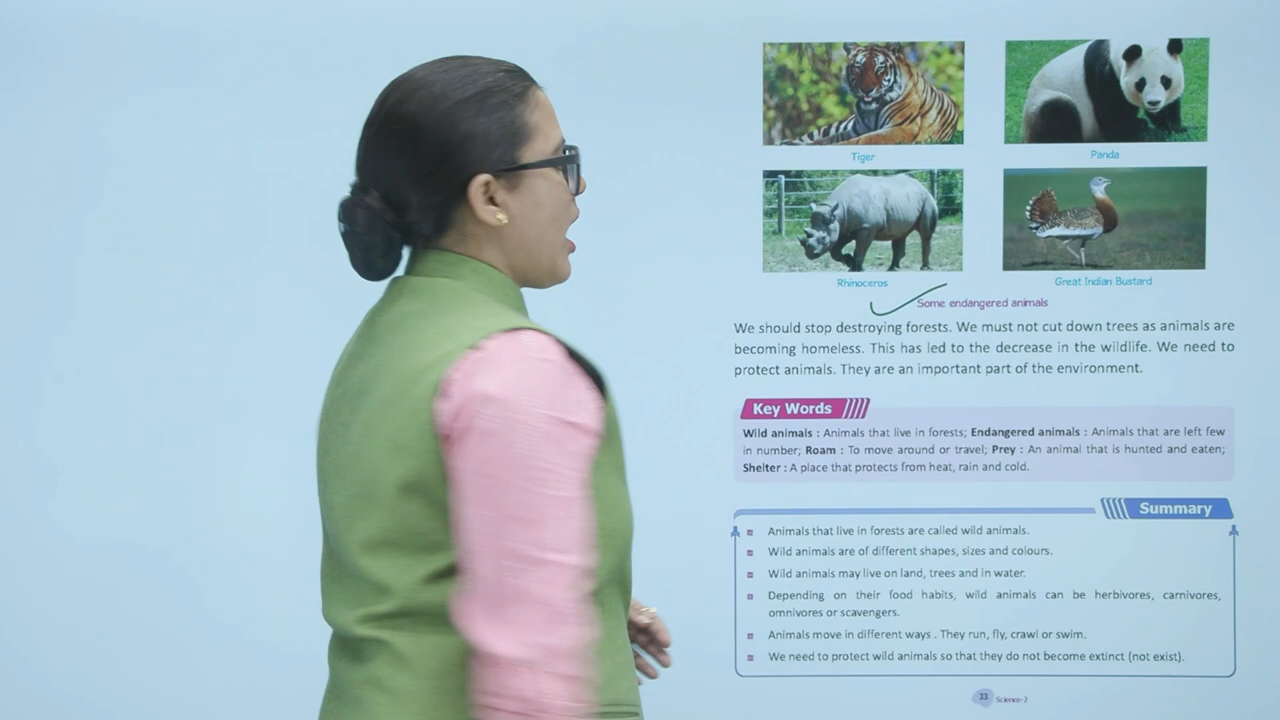 Tiger
Panda
Rhinoceros
Great Indian Bustard
Some endangered animals
We should stop destroying forests. We must not cut down trees as animals are
becoming homeless. This has led to the decrease in the wildlife. We need to
protect animals. They are an important part of the environment.
Key Words
Wild animals : Animals that live in forests; Endangered animals : Animals that are left few
in number; Roam : To move around or travel; Prey : An animal that is hunted and eaten;
Shelter : A place that protects from heat, rain and cold.
Summary
Animals that live in forests are called wild animals.
Wild animals are of different shapes, sizes and colours.
Wild animals may live on land, trees and in water.
Depending on their food habits, wild animals can be herbivores, carnivores,
omnivores or scavengers.
Animals move in different ways . They run, fly, crawl or swim.
We need to protect wild animals so that they do not become extinct (not exist).
33 Science-2